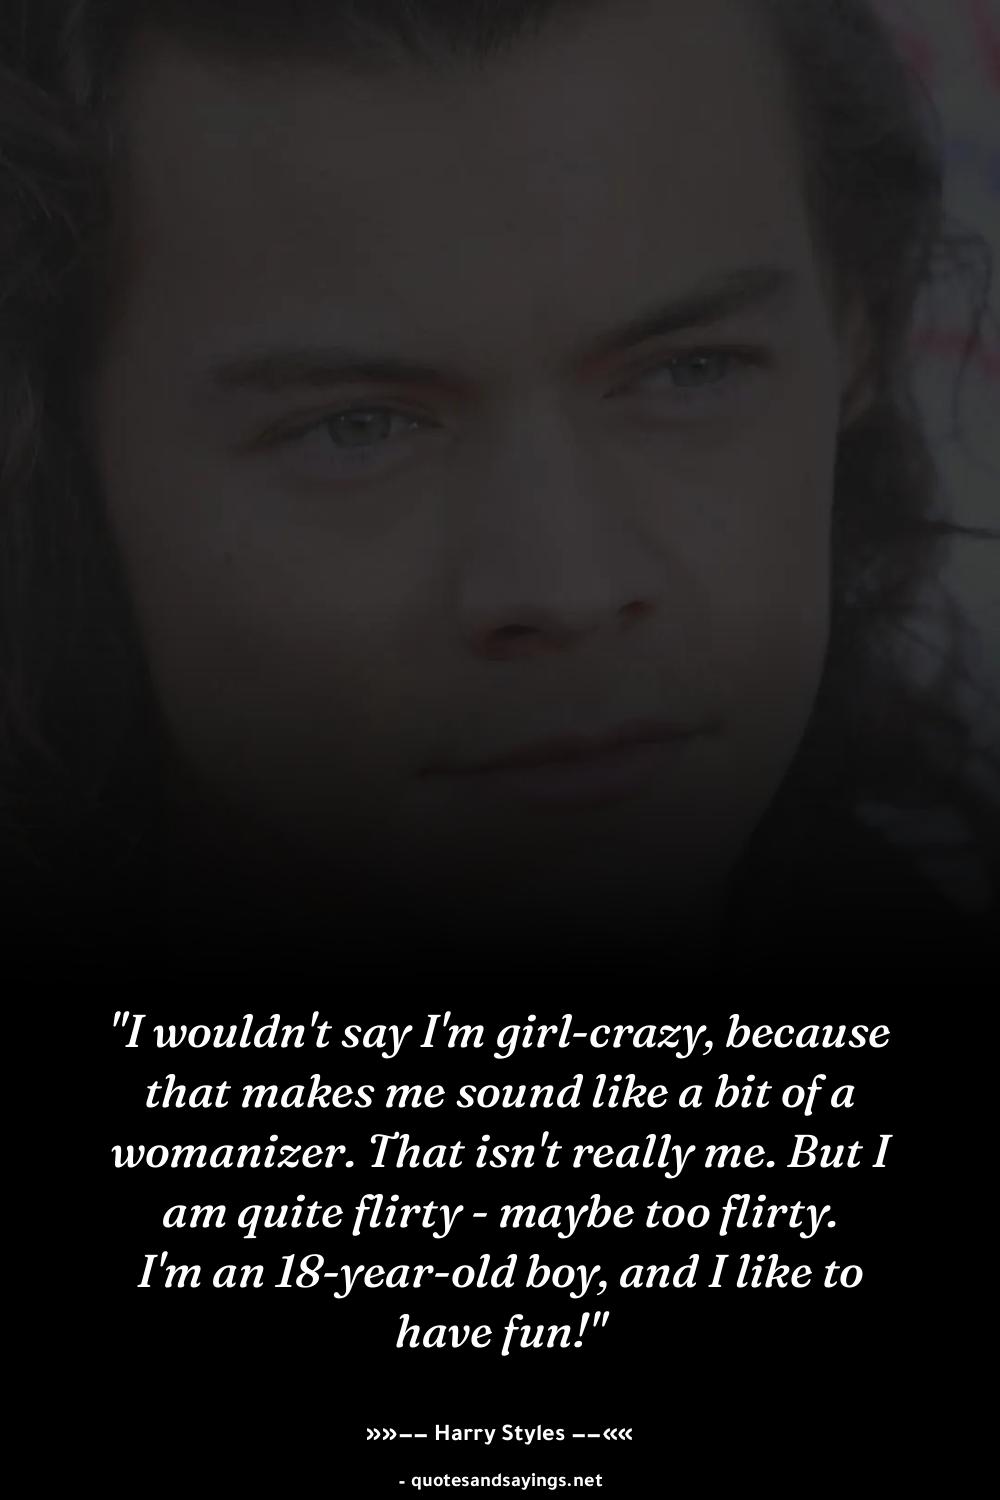 "I wouldn't say I'm girl-crazy, because
that makes me sound like a bit of a
womanizer. That isn't really me. But I
am quite flirty - maybe too flirty.
I'm an 18-year-old boy, and I like to
have fun!"
»»−− Harry Styles −−««
- quotesandsayings.net